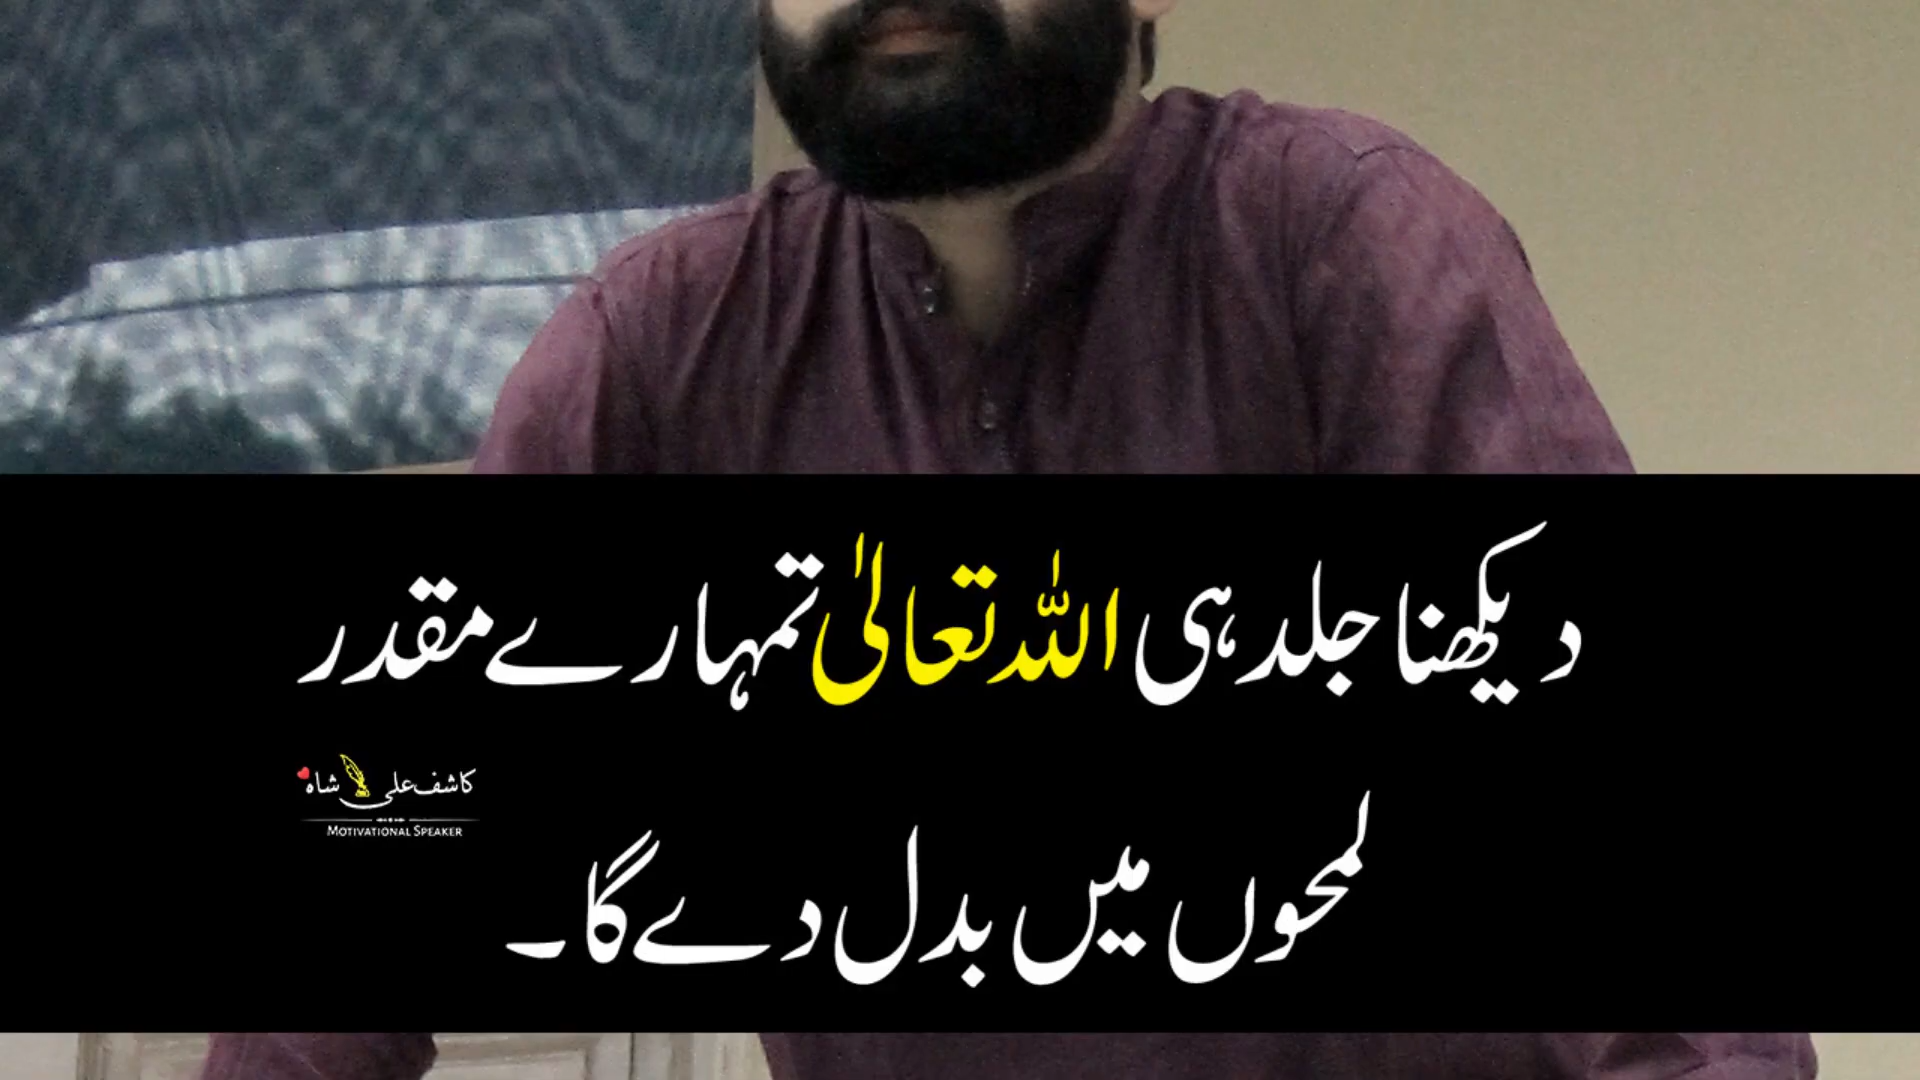 دیکھنا جلد ہی اللہ تعالیٰ تمہارے مقدر
لمحوں میں بدل دے گا۔
کاشف علی شاہ
MOTIVATIONAL SPEAKER